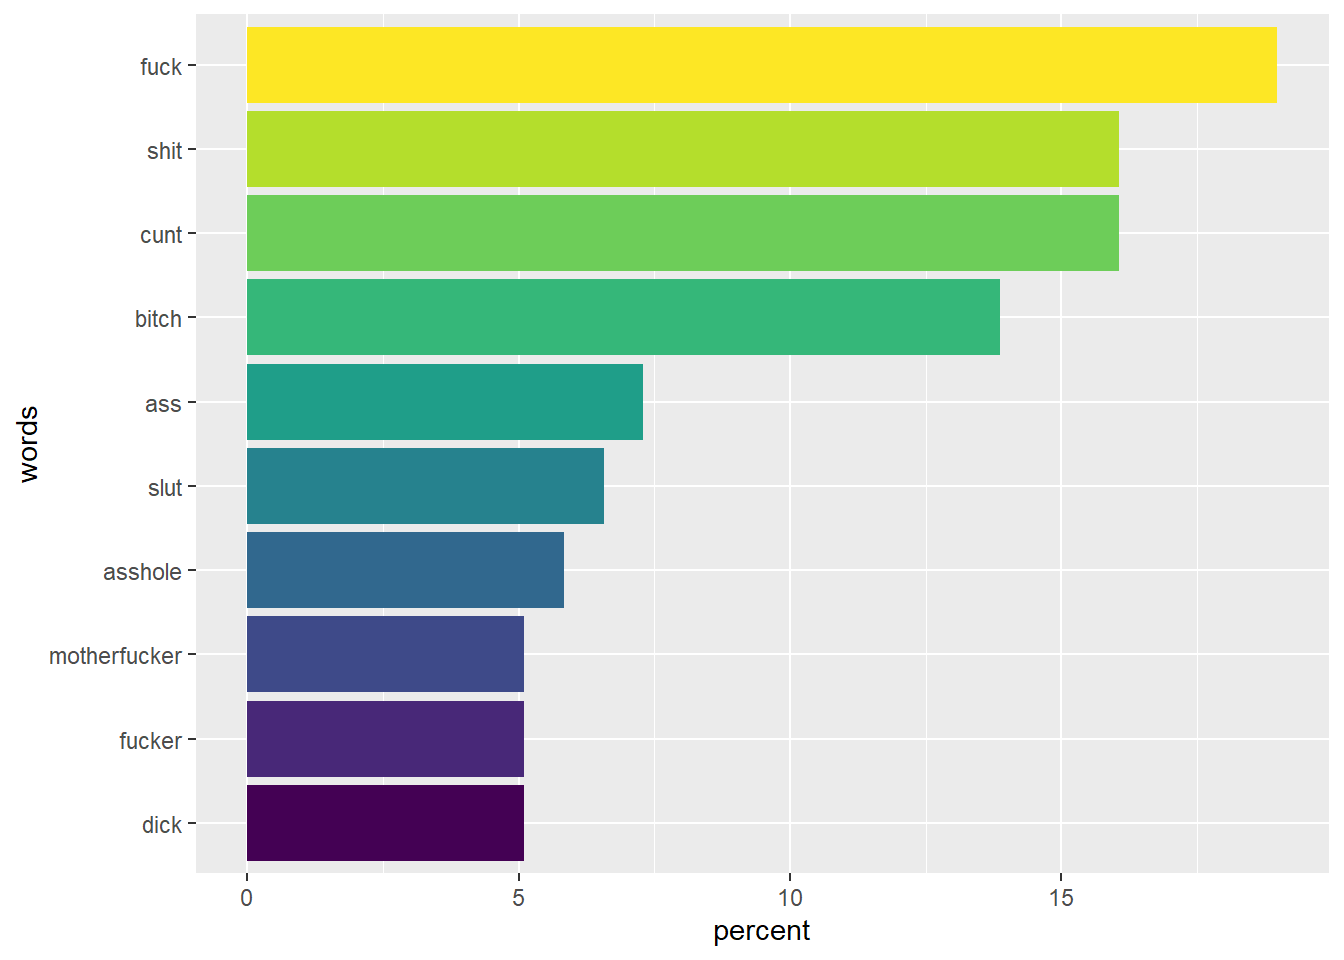 fuck
shit
cunt
bitch
ass
slut
asshole
motherfucker
fucker
dick
words
0 5 10 15
percent